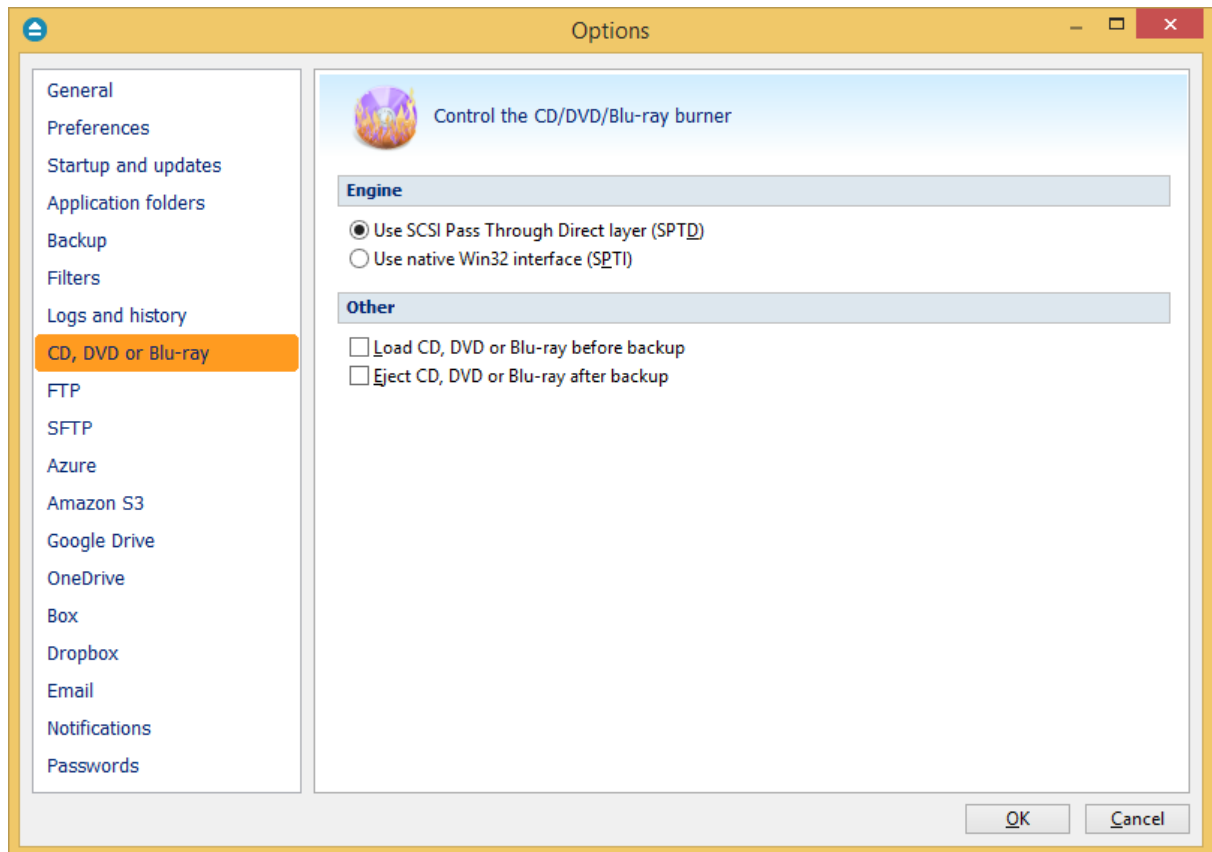 Options
General
Preferences
Startup and updates
Application folders
Backup
Filters
Logs and history
CD, DVD or Blu-ray
FTP
SFTP
Azure
Amazon S3
Google Drive
OneDrive
Box
Dropbox
Email
Notifications
Passwords
Control the CD/DVD/Blu-ray burner
Engine
Use SCSI Pass Through Direct layer (SPTD)
Use native Win32 interface (SPTI)
Other
Load CD, DVD or Blu-ray before backup
Eject CD, DVD or Blu-ray after backup
OK
Cancel